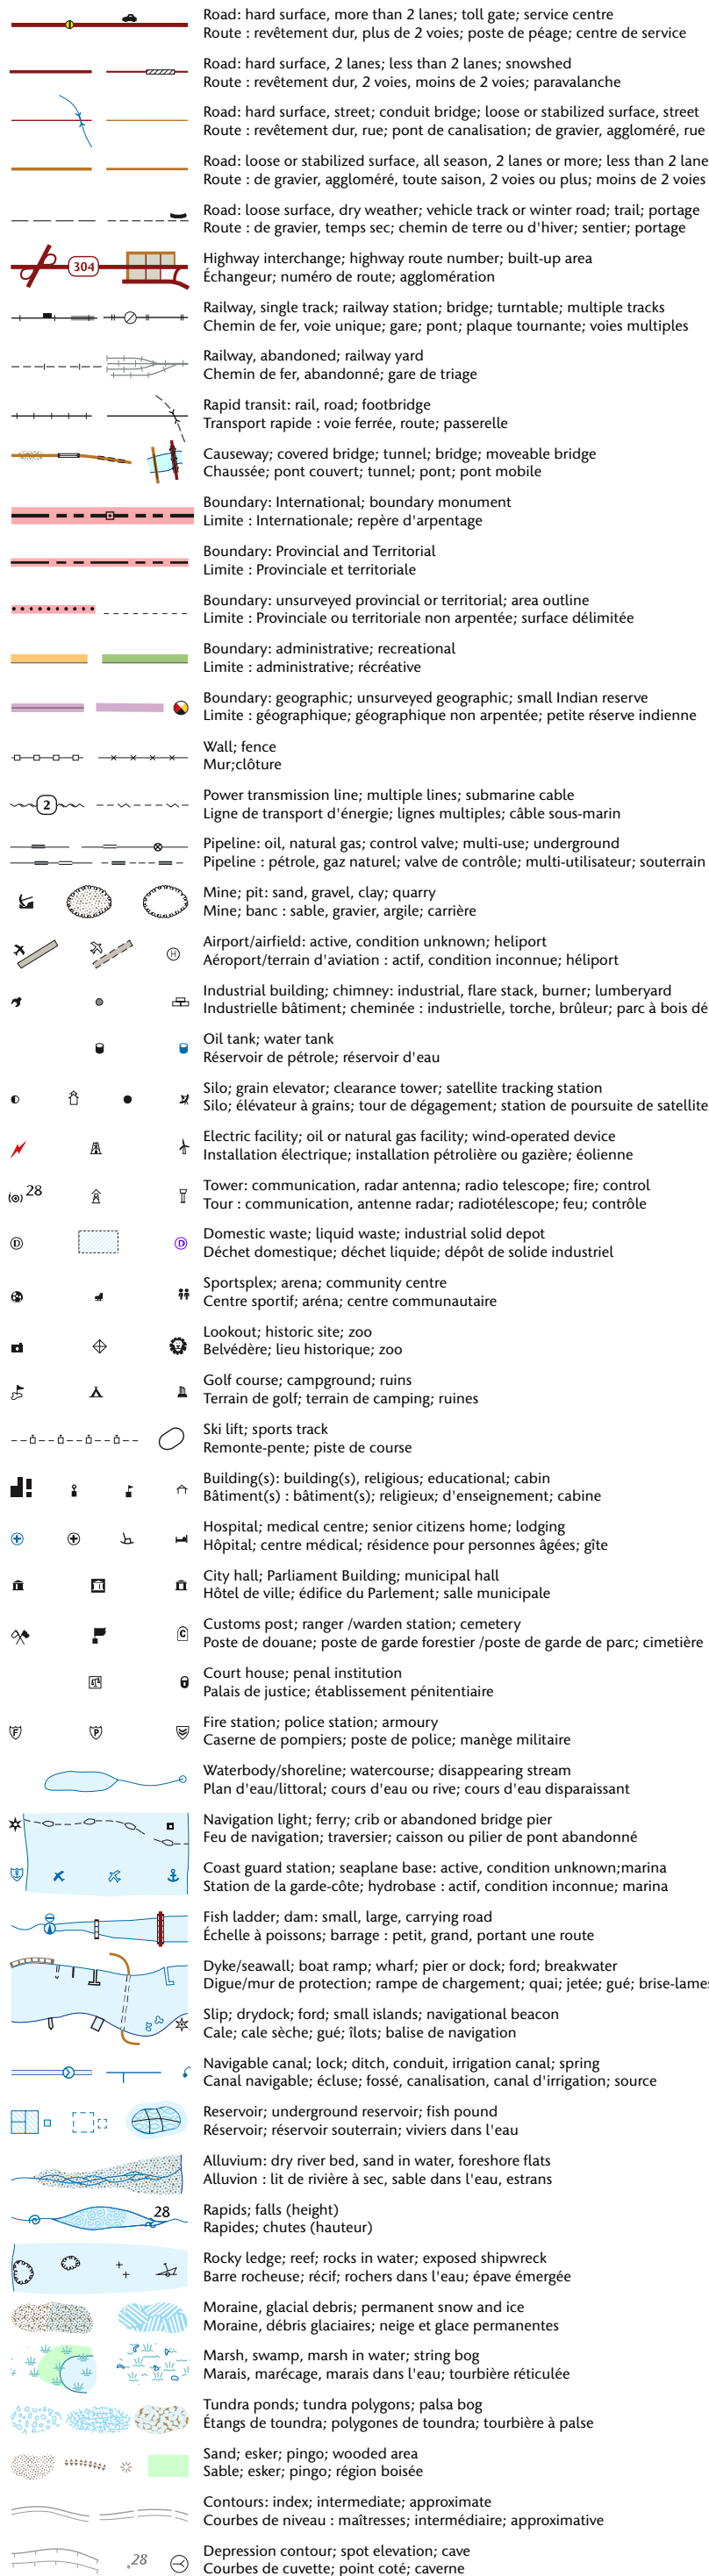 Road: hard surface, more than 2 lanes; toll gate; service centre
Route : revêtement dur, plus de 2 voies; poste de péage; centre de service
Road: hard surface, 2 lanes; less than 2 lanes; snowshed
Route : revêtement dur, 2 voies, moins de 2 voies; paravalanche
Road: hard surface, street; conduit bridge; loose or stabilized surface, street
Route : revêtement dur, rue; pont de canalisation; de gravier, aggloméré, rue
Road: loose or stabilized surface, all season, 2 lanes or more; less than 2 lane
Route : de gravier, aggloméré, toute saison, 2 voies ou plus; moins de 2 voies
Road: loose surface, dry weather; vehicle track or winter road; trail; portage
Route : de gravier, temps sec; chemin de terre ou d'hiver; sentier; portage
304
Highway interchange; highway route number; built-up area
Échangeur; numéro de route; agglomération
Railway, single track; railway station; bridge; turntable; multiple tracks
Chemin de fer, voie unique; gare; pont; plaque tournante; voies multiples
Railway, abandoned; railway yard
Chemin de fer, abandonné; gare de triage
Rapid transit: rail, road; footbridge
Transport rapide : voie ferrée, route; passerelle
Causeway; covered bridge; tunnel; bridge; moveable bridge
Chaussée; pont couvert; tunnel; pont; pont mobile
Boundary: International; boundary monument
Limite : Internationale; repère d'arpentage
Boundary: Provincial and Territorial
Limite : Provinciale et territoriale
Boundary: unsurveyed provincial or territorial; area outline
Limite : Provinciale ou territoriale non arpentée; surface délimitée
Boundary: administrative; recreational
Limite : administrative; récréative
Boundary: geographic; unsurveyed geographic; small Indian reserve
Limite : géographique; géographique non arpentée; petite réserve indienne
Wall; fence
Mur;clôture
2
Power transmission line; multiple lines; submarine cable
Ligne de transport d'énergie; lignes multiples; câble sous-marin
Pipeline: oil, natural gas; control valve; multi-use; underground
Pipeline : pétrole, gaz naturel; valve de contrôle; multi-utilisateur; souterrain
Mine; pit: sand, gravel, clay; quarry
Mine; banc : sable, gravier, argile; carrière
H
Airport/airfield: active, condition unknown; heliport
Aéroport/terrain d'aviation : actif, condition inconnue; héliport
Industrial building; chimney: industrial, flare stack, burner; lumberyard
Industrielle bâtiment; cheminée : industrielle, torche, brûleur; parc à bois dé
Oil tank; water tank
Réservoir de pétrole; réservoir d'eau
Silo; grain elevator; clearance tower; satellite tracking station
Silo; élévateur à grains; tour de dégagement; station de poursuite de satellite
Electric facility; oil or natural gas facility; wind-operated device
Installation électrique; installation pétrolière ou gazière; éolienne
28
Tower: communication, radar antenna; radio telescope; fire; control
Tour : communication, antenne radar; radiotélescope; feu; contrôle
D D
Domestic waste; liquid waste; industrial solid depot
Déchet domestique; déchet liquide; dépôt de solide industriel
Sportsplex; arena; community centre
Centre sportif; aréna; centre communautaire
Lookout; historic site; zoo
Belvédère; lieu historique; zoo
Golf course; campground; ruins
Terrain de golf; terrain de camping; ruines
Ski lift; sports track
Remonte-pente; piste de course
Building(s): building(s), religious; educational; cabin
Bâtiment(s) : bâtiment(s); religieux; d'enseignement; cabine
Hospital; medical centre; senior citizens home; lodging
Hôpital; centre médical; résidence pour personnes âgées; gîte
City hall; Parliament Building; municipal hall
Hôtel de ville; édifice du Parlement; salle municipale
C
Customs post; ranger /warden station; cemetery
Poste de douane; poste de garde forestier /poste de garde de parc; cimetière
Court house; penal institution
Palais de justice; établissement pénitentiaire
F P
Fire station; police station; armoury
Caserne de pompiers; poste de police; manège militaire
Waterbody/shoreline; watercourse; disappearing stream
Plan d'eau/littoral; cours d'eau ou rive; cours d'eau disparaissant
Navigation light; ferry; crib or abandoned bridge pier
Feu de navigation; traversier; caisson ou pilier de pont abandonné
Coast guard station; seaplane base: active, condition unknown;marina
Station de la garde-côte; hydrobase : actif, condition inconnue; marina
Fish ladder; dam: small, large, carrying road
Échelle à poissons; barrage : petit, grand, portant une route
Dyke/seawall; boat ramp; wharf; pier or dock; ford; breakwater
Digue/mur de protection; rampe de chargement; quai; jetée; gué; brise-lames
Slip; drydock; ford; small islands; navigational beacon
Cale; cale sèche; gué; îlots; balise de navigation
Navigable canal; lock; ditch, conduit, irrigation canal; spring
Canal navigable; écluse; fossé, canalisation, canal d'irrigation; source
Reservoir; underground reservoir; fish pound
Réservoir; réservoir souterrain; viviers dans l'eau
Alluvium: dry river bed, sand in water, foreshore flats
Alluvion : lit de rivière à sec, sable dans l'eau, estrans
28
Rapids; falls (height)
Rapides; chutes (hauteur)
Rocky ledge; reef; rocks in water; exposed shipwreck
Barre rocheuse; récif; rochers dans l'eau; épave émergée
Moraine, glacial debris; permanent snow and ice
Moraine, débris glaciaires; neige et glace permanentes
Marsh, swamp, marsh in water; string bog
Marais, marécage, marais dans l'eau; tourbière réticulée
Tundra ponds; tundra polygons; palsa bog
Étangs de toundra; polygones de toundra; tourbière à palse
Sand; esker; pingo; wooded area
Sable; esker; pingo; région boisée
Contours: index; intermediate; approximate
Courbes de niveau : maîtresses; intermédiaire; approximative
.28
Depression contour; spot elevation; cave
Courbes de cuvette; point coté; caverne